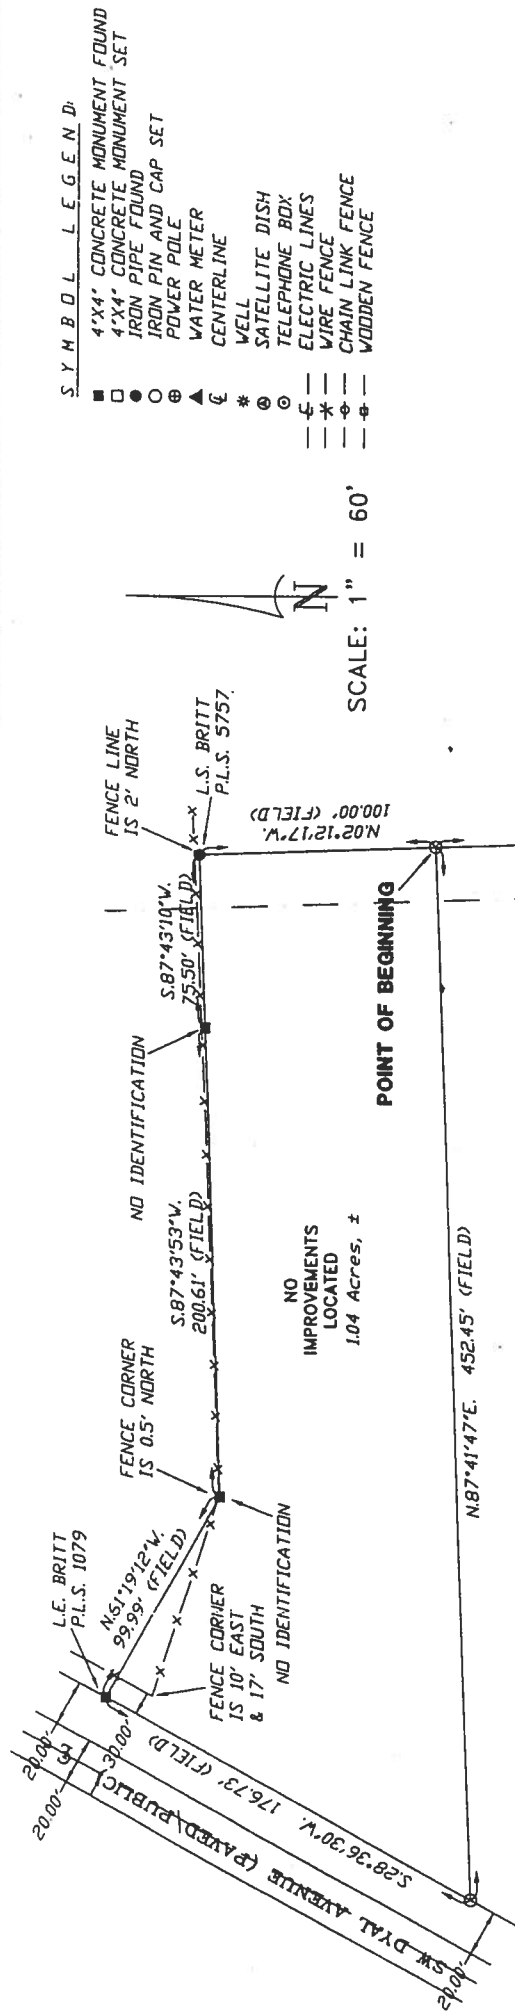 SYMBOL LEGEND:
4"X4" CONCRETE MONUMENT FOUND
4"X4" CONCRETE MONUMENT SET
IRON PIPE FOUND
IRON PIN AND CAP SET
POWER POLE
WATER METER
CENTERLINE
WELL
SATELLITE DISH
TELEPHONE BOX
ELECTRIC LINES
WIRE FENCE
CHAIN LINK FENCE
WOODEN FENCE
N
SCALE: 1" = 60'
FENCE LINE
IS 2' NORTH
L.S. BRITT
P.L.S. 5757
N.02°12'17"W.
100.00' (FIELD)
S.87°43'10"W.
75.50' (FIELD)
NO IDENTIFICATION
S.87°43'53"W.
200.61' (FIELD)
POINT OF BEGINNING
NO
IMPROVEMENTS
LOCATED
1.04 Acres, ±
N.87°41'47"E. 452.45' (FIELD)
FENCE CORNER
IS 0.5' NORTH
NO IDENTIFICATION
L.E. BRITT
P.L.S. 1079
N.61°19'12"W.
99.99' (FIELD)
FENCE CORNER
IS 10' EAST
& 17' SOUTH
20.00'
20.00'
30.00'
S.28°36'30"W. 176.73' (FIELD)
SW DYAL AVENUE (PAVED\PUBLIC)
20.00'